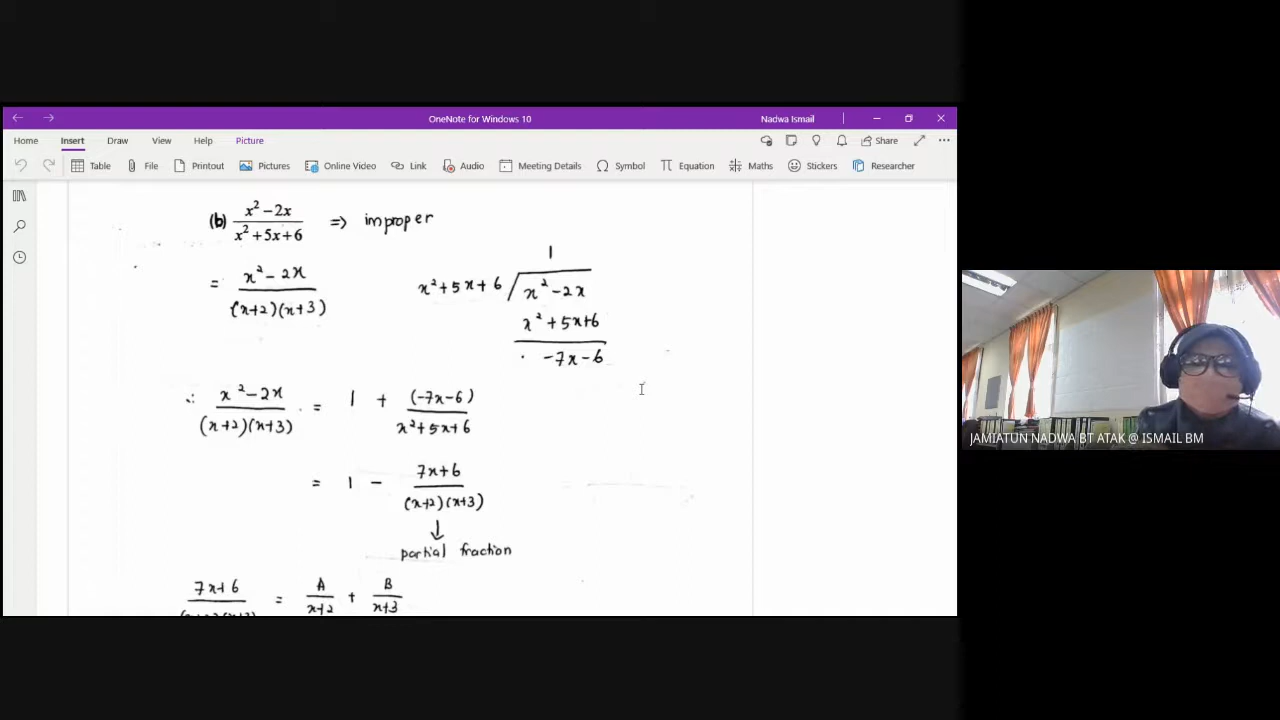 OneNote for Windows 10
Nadwa Ismail
Home Insert Draw View Help Picture
Share
Table File Printout Pictures Online Video Link Audio Meeting Details Symbol Equation Maths Stickers Researcher
(b) x² − 2x / x² + 5x + 6 ⇒ improper
= x² − 2x / (x+2)(x+3)
1
x² + 5x + 6 √ x² − 2x
x² + 5x + 6
−7x − 6
∴ x² − 2x / (x+2)(x+3) = 1 + (−7x − 6) / x² + 5x + 6
= 1 − 7x + 6 / (x+2)(x+3)
↓
partial fraction
7x + 6 / = A / x+2 + B / x+3
JAMIATUN NADWA BT ATAK @ ISMAIL BM